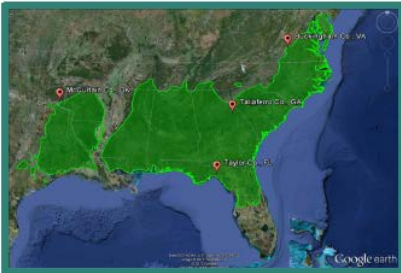 Buckingham Co., VA
McCurtain Co., OK
Taliaferro Co., GA
Taylor Co., FL
Google earth